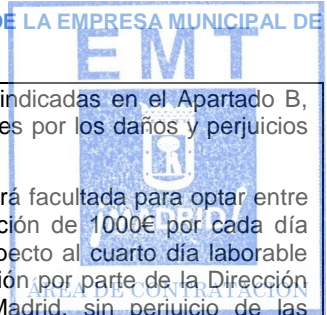 DE LA EMPRESA MUNICIPAL DE
EMT
indicadas en el Apartado B,
es por los daños y perjuicios
rá facultada para optar entre
ción de 1000€ por cada día
pecto al cuarto día laborable
ión por parte de la Dirección
ÁREA DE CONTRATACIÓN
Madrid, sin perjuicio de las